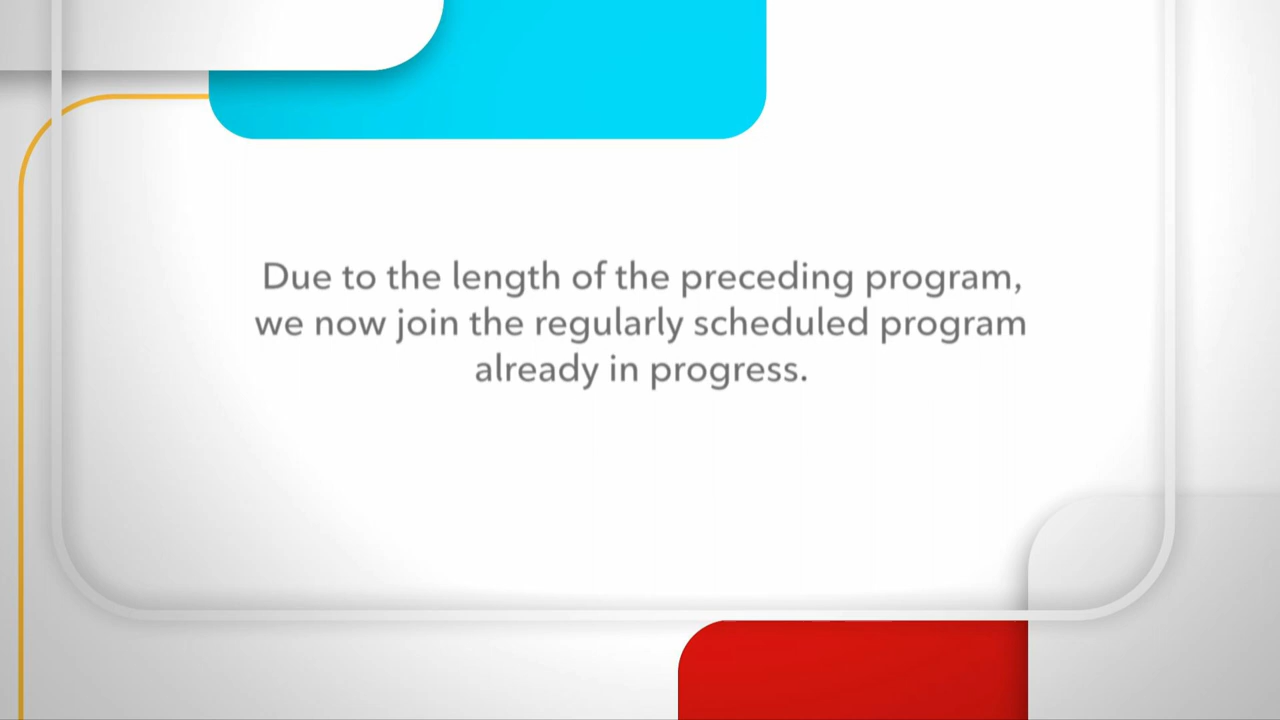 Due to the length of the preceding program,
we now join the regularly scheduled program
already in progress.